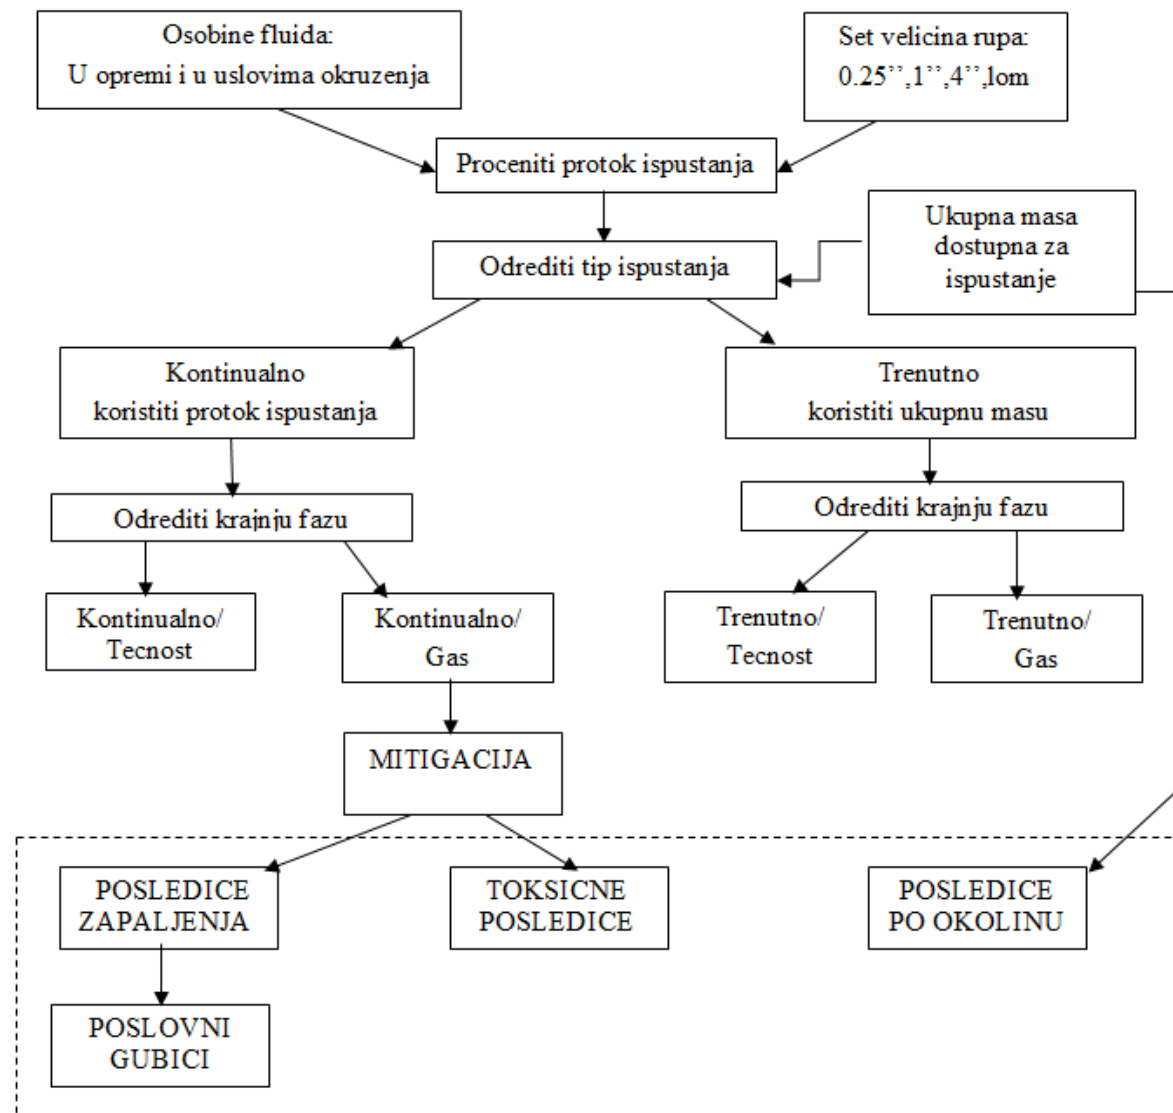 Osobine fluida:
U opremi i u uslovima okruzenja
Set velicina rupa:
0.25’’,1’’,4’’,lom
Proceniti protok ispustanja
Ukupna masa
dostupna za
ispustanje
Odrediti tip ispustanja
Kontinualno
koristiti protok ispustanja
Trenutno
koristiti ukupnu masu
Odrediti krajnju fazu
Odrediti krajnju fazu
Kontinualno/
Tecnost
Kontinualno/
Gas
Trenutno/
Tecnost
Trenutno/
Gas
MITIGACIJA
POSLEDICE
ZAPALJENJA
TOKSICNE
POSLEDICE
POSLEDICE
PO OKOLINU
POSLOVNI
GUBICI